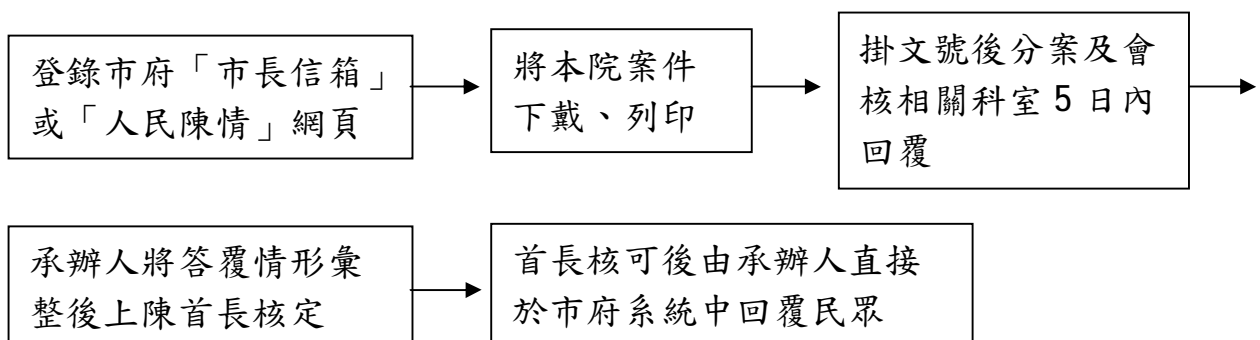 登錄市府「市長信箱」
或「人民陳情」網頁
將本院案件
下戴、列印
掛文號後分案及會
核相關科室 5 日內
回覆
承辦人將答覆情形彙
整後上陳首長核定
首長核可後由承辦人直接
於市府系統中回覆民眾